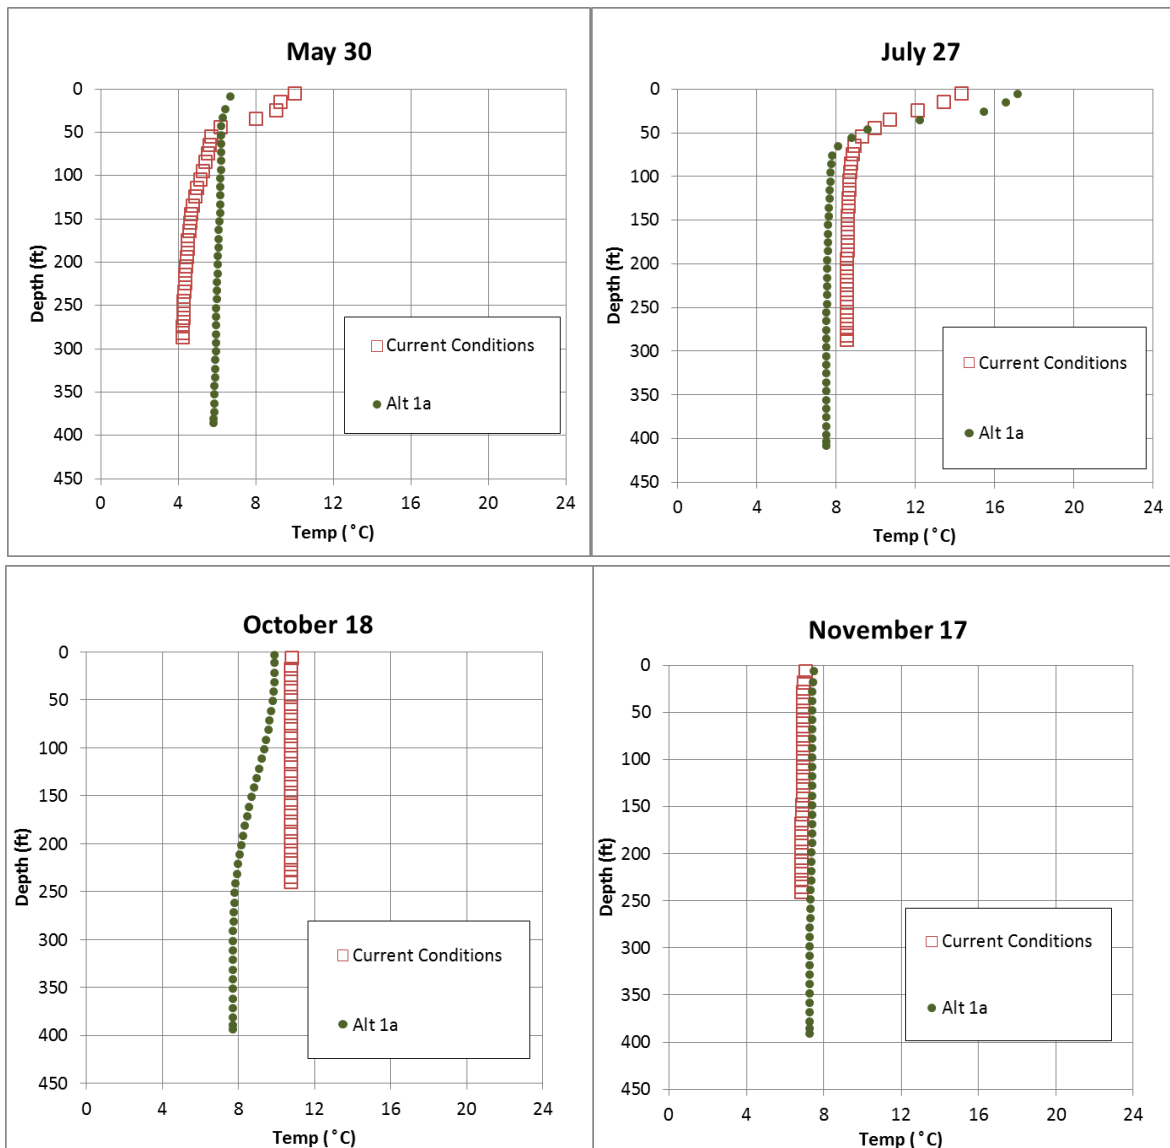 May 30
0
50
100
150
200
250
300
350
400
450
Depth (ft)
0 4 8 12 16 20 24
Temp (˚C)
Current Conditions
Alt 1a
July 27
0
50
100
150
200
250
300
350
400
450
Depth (ft)
0 4 8 12 16 20 24
Temp (˚C)
Current Conditions
Alt 1a
October 18
0
50
100
150
200
250
300
350
400
450
Depth (ft)
0 4 8 12 16 20 24
Temp (˚C)
Current Conditions
Alt 1a
November 17
0
50
100
150
200
250
300
350
400
450
Depth (ft)
0 4 8 12 16 20 24
Temp (˚C)
Current Conditions
Alt 1a